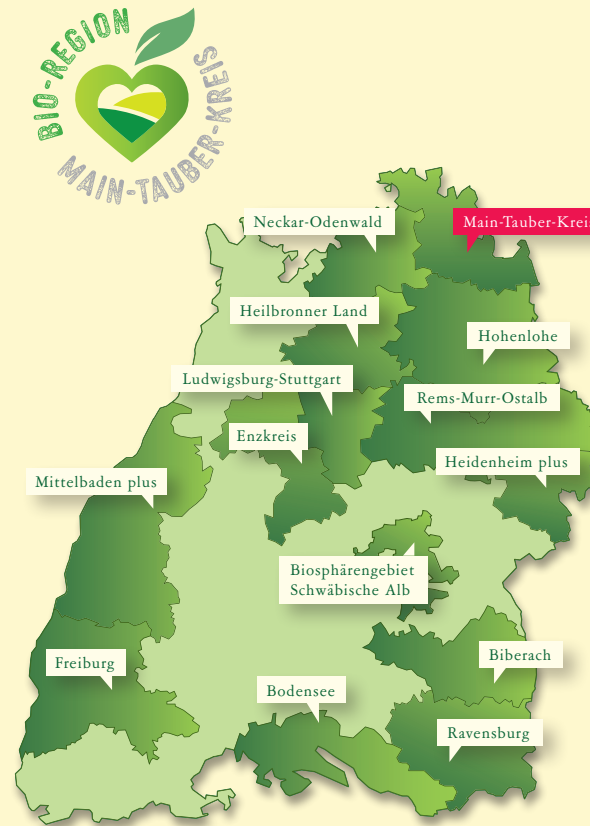 BIO-REGION
MAIN-TAUBER-KREIS
Neckar-Odenwald
Main-Tauber-Kreis
Heilbronner Land
Hohenlohe
Ludwigsburg-Stuttgart
Rems-Murr-Ostalb
Enzkreis
Heidenheim plus
Mittelbaden plus
Biosphärengebiet
Schwäbische Alb
Freiburg
Biberach
Bodensee
Ravensburg